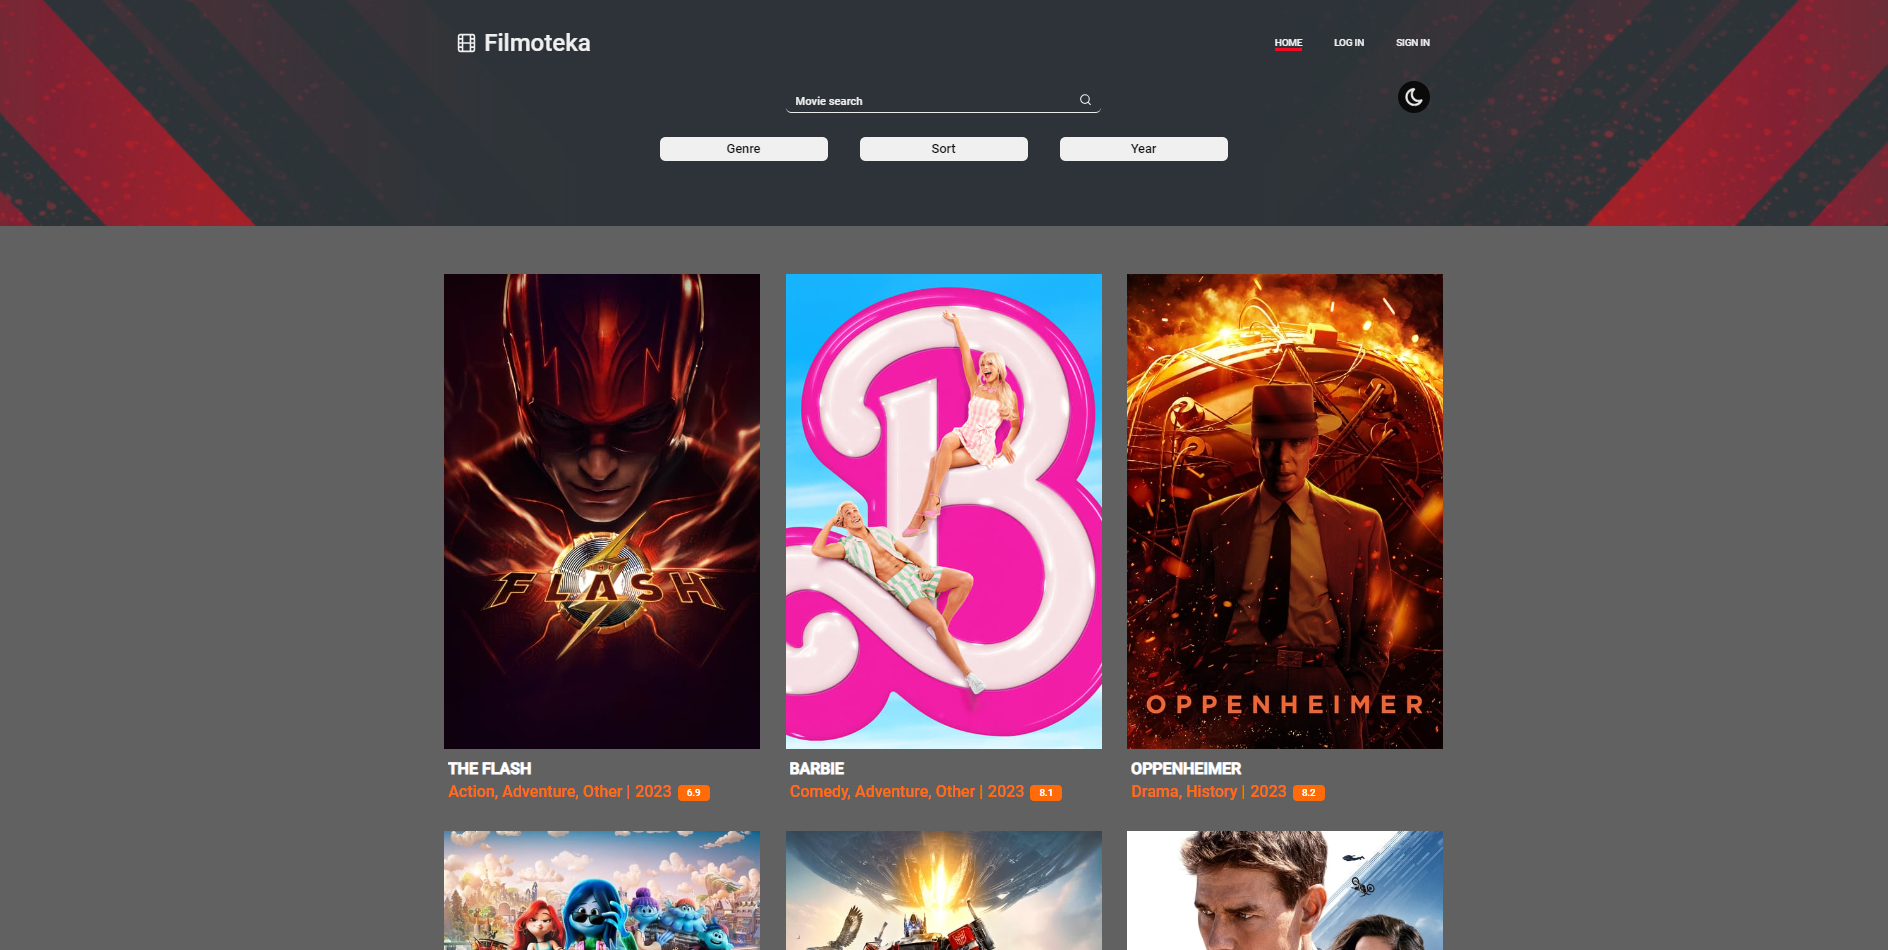 Filmoteka
HOME LOG IN SIGN IN
Movie search
Genre Sort Year
FLASH
OPPENHEIMER
THE FLASH
Action, Adventure, Other | 2023 6.9
BARBIE
Comedy, Adventure, Other | 2023 8.1
OPPENHEIMER
Drama, History | 2023 8.2